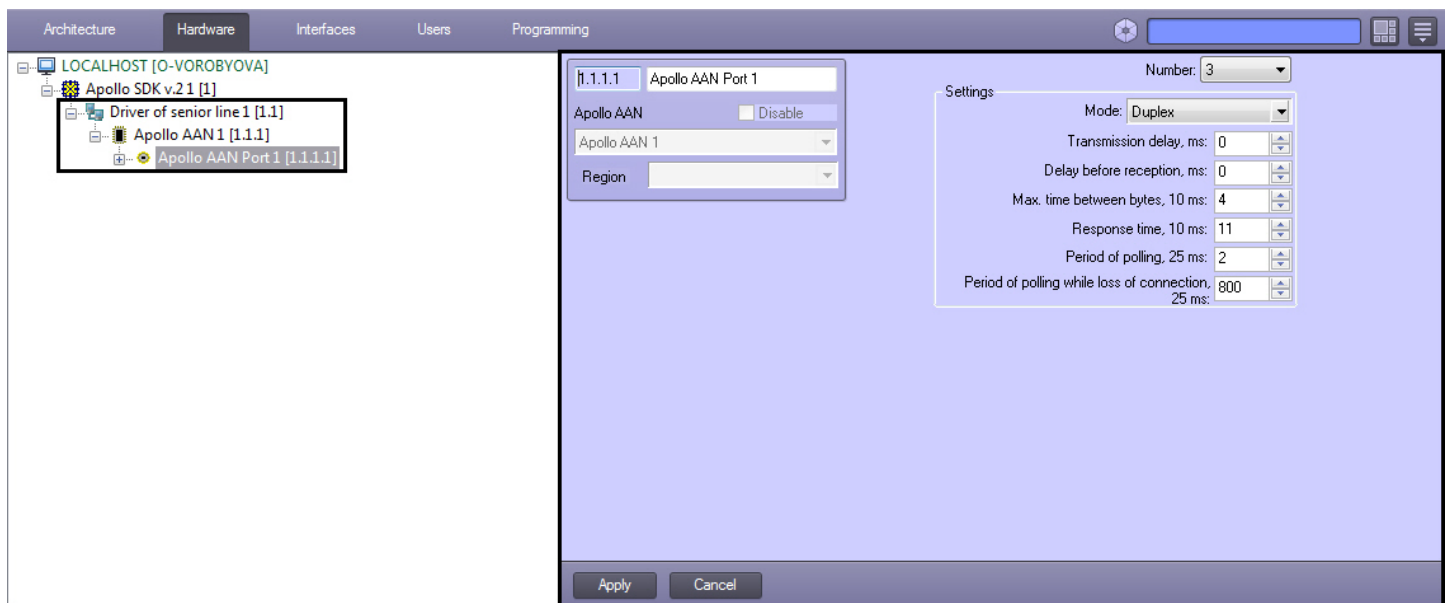 Architecture Hardware Interfaces Users Programming
LOCALHOST [O-VOROBYOVA]
Apollo SDK v.2 1 [1]
Driver of senior line 1 [1.1]
Apollo AAN 1 [1.1.1]
Apollo AAN Port 1 [1.1.1.1]
1.1.1.1 Apollo AAN Port 1
Apollo AAN Disable
Apollo AAN 1
Region
Number: 3
Settings
Mode: Duplex
Transmission delay, ms: 0
Delay before reception, ms: 0
Max. time between bytes, 10 ms: 4
Response time, 10 ms: 11
Period of polling, 25 ms: 2
Period of polling while loss of connection, 800
25 ms:
Apply Cancel